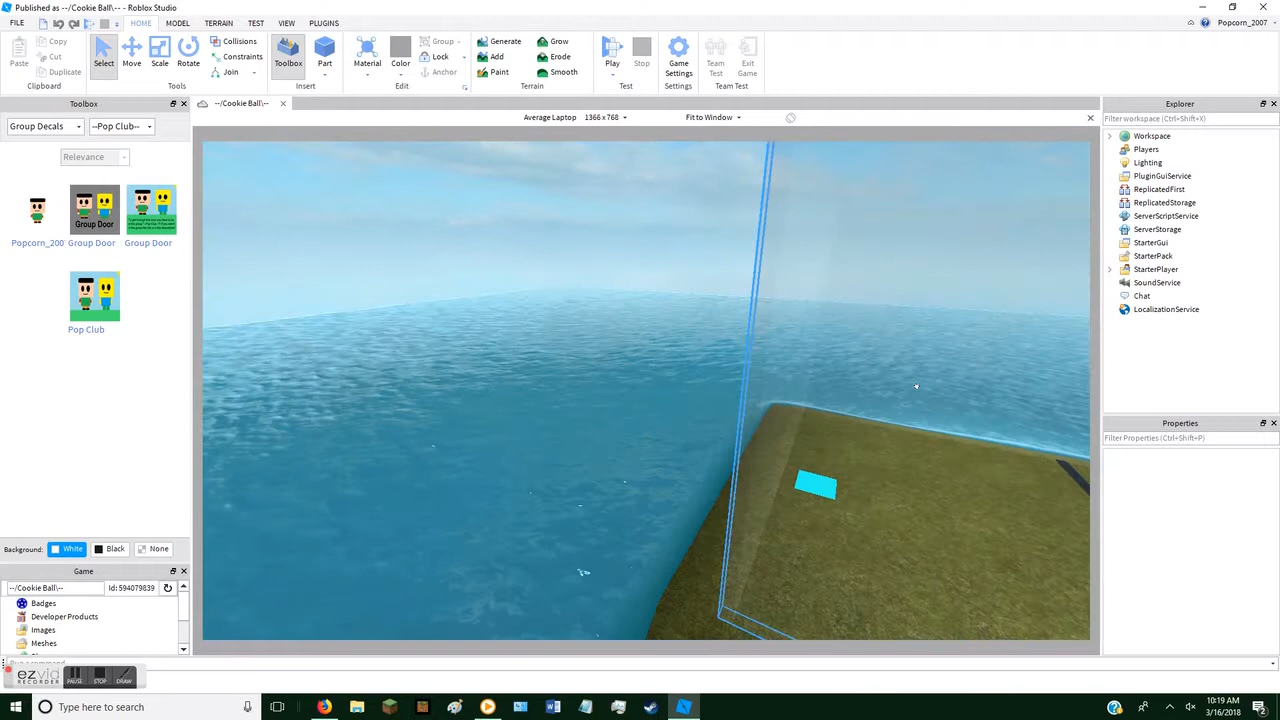 Published as --/Cookie Ball/-- - Roblox Studio
FILE HOME MODEL TERRAIN TEST VIEW PLUGINS Popcorn_2007
Paste Copy Cut Duplicate
Clipboard
Select Move Scale Rotate Collisions Constraints Join
Tools
Toolbox Part
Insert
Material Color Group Lock Anchor
Edit
Generate Add Paint Grow Erode Smooth
Terrain
Play Stop
Test
Game Settings
Settings
Team Test Exit Game
Team Test
Toolbox
Group Decals --Pop Club--
Relevance
Group Door
Popcorn_200 Group Door Group Door
Pop Club
Background: White Black None
Game
--/Cookie Ball\-- Id: 594079839
Badges
Developer Products
Images
Meshes
--/Cookie Ball\--
Average Laptop 1366 x 768 Fit to Window
Explorer
Filter workspace (Ctrl+Shift+X)
Workspace
Players
Lighting
PluginGuiService
ReplicatedFirst
ReplicatedStorage
ServerScriptService
ServerStorage
StarterGui
StarterPack
StarterPlayer
SoundService
Chat
LocalizationService
Properties
Filter Properties (Ctrl+Shift+P)
ezvid
RECORDER
PAUSE STOP DRAW
Type here to search
10:19 AM
3/16/2018
2